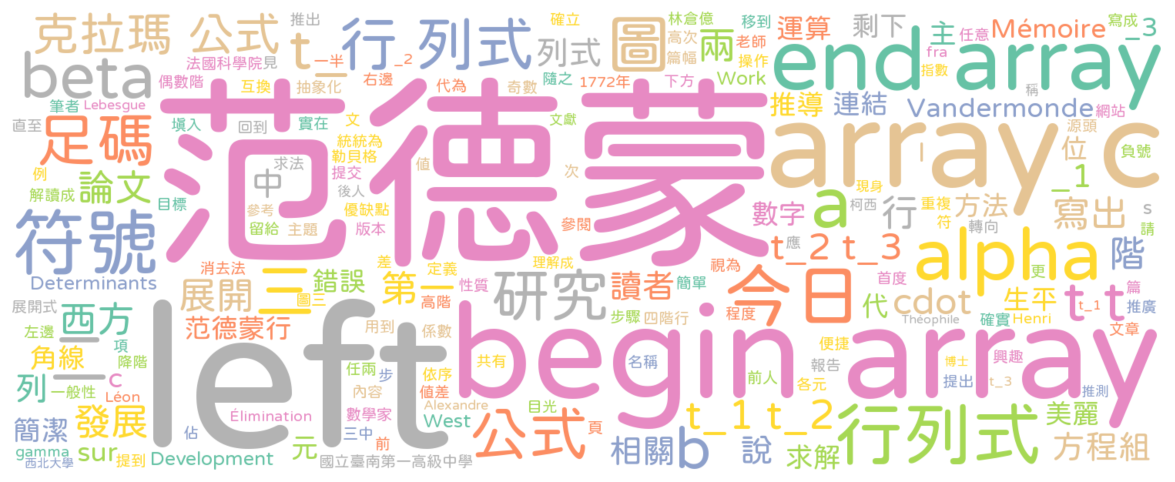 克拉瑪 公式 推出 t_ 行 列式 確立 林倉億 圖 兩 運算 剩下 主 任意 Mémoire 寫成 _3
法國科學院 見 一半 _2 列式 高次 移到 老師 操作 fra 指數 end array
beta 偶數階 互換 抽象化 右邊 代為 奇數 隨之 篇幅 1772年 Work 下方 推導 連結 Vandermonde 稱 網站
筆者 Lebesgue 直至 足碼 填入 回到 實在 文 文獻 范德蒙 array c 源頭 負號
例 解讀成 論文 目標 中 求法 統統為 勒貝格 值 提交 後人 次 位 _1
符號 參考 留給 主題 優缺點 版本 參閱 數字 a 行 現身 柯西 重複 符 方法 轉向 寫出 s 請
Determinants 消去法 差 應 t_2 t_3 alpha 更 階
展開式 二 西方 三 錯誤 第一 定義 理解成 研究 讀者 簡單 視為 今日 首度 篇
展開 圖三 高階 性質 步驟 四階行 程度 代 cdot 生平 t t t_1 推廣
左邊 項 角線 降階 范德蒙行 用到 係數 left begin array Théophile 確實 Henri 文章
列 一般性 c Léon 任兩 步 共有 依序 值差 名稱 前人 便捷 各元 報告 博士 興趣 提出 t_3 推測
簡潔 發展 Élimination 內容 Alexandre West 目光 t_1 t_2 行列式 美麗
gamma 西北大學 sur 提到 佔 Development 元 數學家 三中 前 國立臺南第一高級中學 公式 頁 相關 b 說 求解 方程組